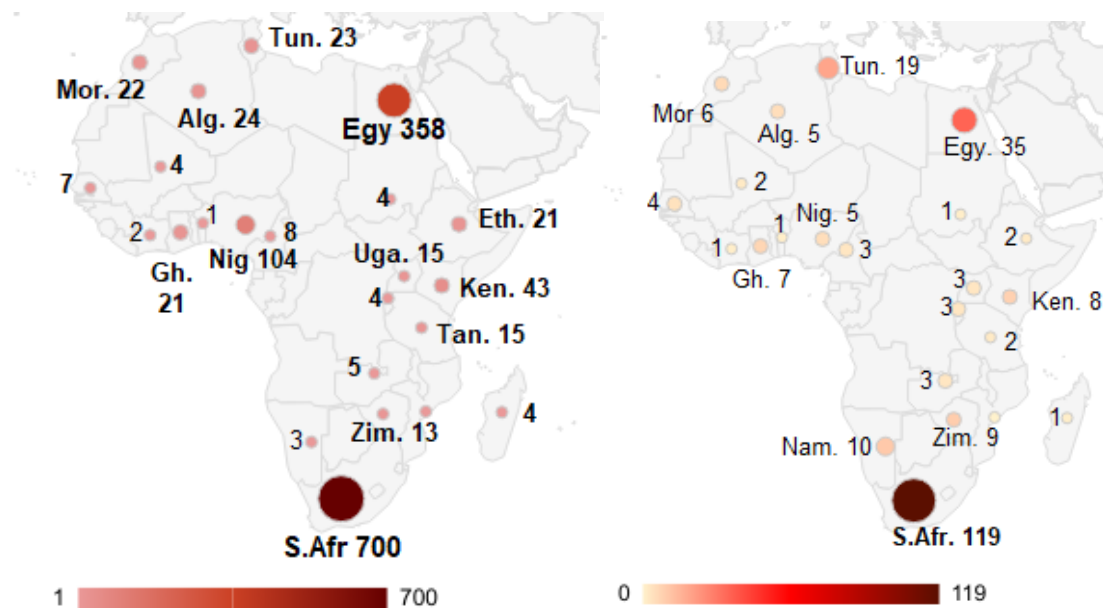 Tun. 23
Mor. 22
Alg. 24
Egy 358
4
7
4
1
Eth. 21
2
8
Nig 104
Gh.
21
Uga. 15
Ken. 43
4
Tan. 15
5
4
Zim. 13
3
S.Afr 700
1
700
Tun. 19
Mor 6
Alg. 5
Egy. 35
2
4
1
Nig. 5
1
2
1
3
Gh. 7
3
Ken. 8
3
2
3
1
Zim. 9
Nam. 10
S.Afr. 119
0
119